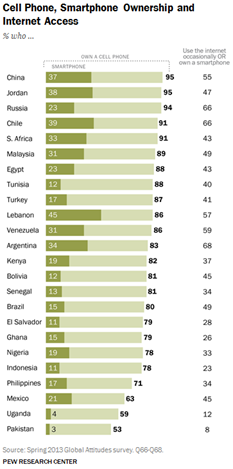 Cell Phone, Smartphone Ownership and
Internet Access
% who ...
OWN A CELL PHONE
SMARTPHONE
Use the internet
occasionally OR
own a smartphone
China 37 95 55
Jordan 38 95 47
Russia 23 94 66
Chile 39 91 66
S. Africa 33 91 43
Malaysia 31 89 49
Egypt 23 88 43
Tunisia 12 88 40
Turkey 17 87 41
Lebanon 45 86 57
Venezuela 31 86 59
Argentina 34 83 68
Kenya 19 82 37
Bolivia 12 81 45
Senegal 13 81 34
Brazil 15 80 49
El Salvador 11 79 28
Ghana 15 79 26
Nigeria 19 78 33
Indonesia 11 78 23
Philippines 17 71 34
Mexico 21 63 45
Uganda 4 59 12
Pakistan 3 53 8
Source: Spring 2013 Global Attitudes survey. Q66-Q68.
PEW RESEARCH CENTER